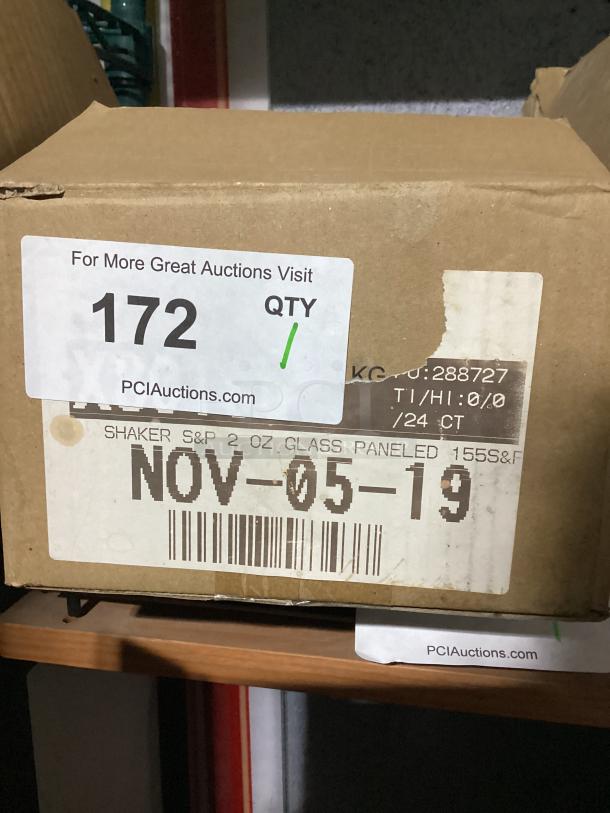 For More Great Auctions Visit
172
QTY
/
PCIAuctions.com
KG PO:288727
TI/HI:0/0
/24 CT
SHAKER S&P 2 OZ GLASS PANELED 155S&P
NOV-05-19
PCIAuctions.com